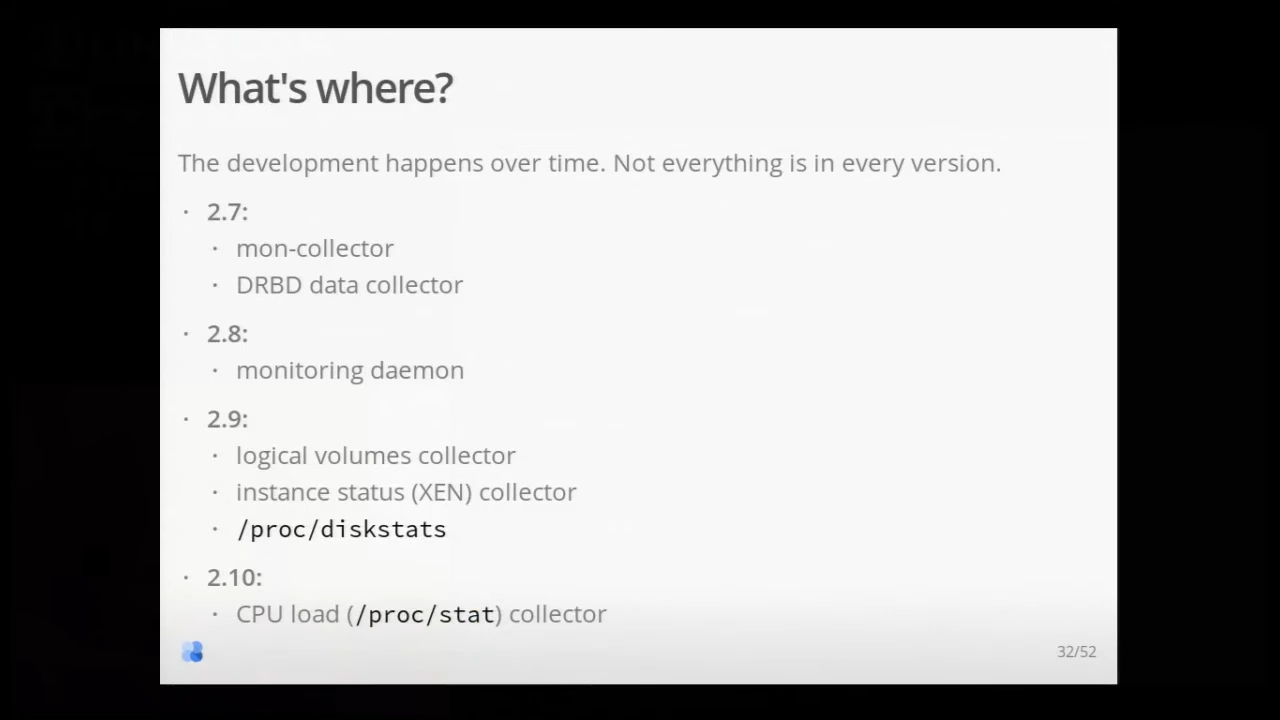 What's where?
The development happens over time. Not everything is in every version.
· 2.7:
· mon-collector
· DRBD data collector
· 2.8:
· monitoring daemon
· 2.9:
· logical volumes collector
· instance status (XEN) collector
· /proc/diskstats
· 2.10:
· CPU load (/proc/stat) collector
32/52